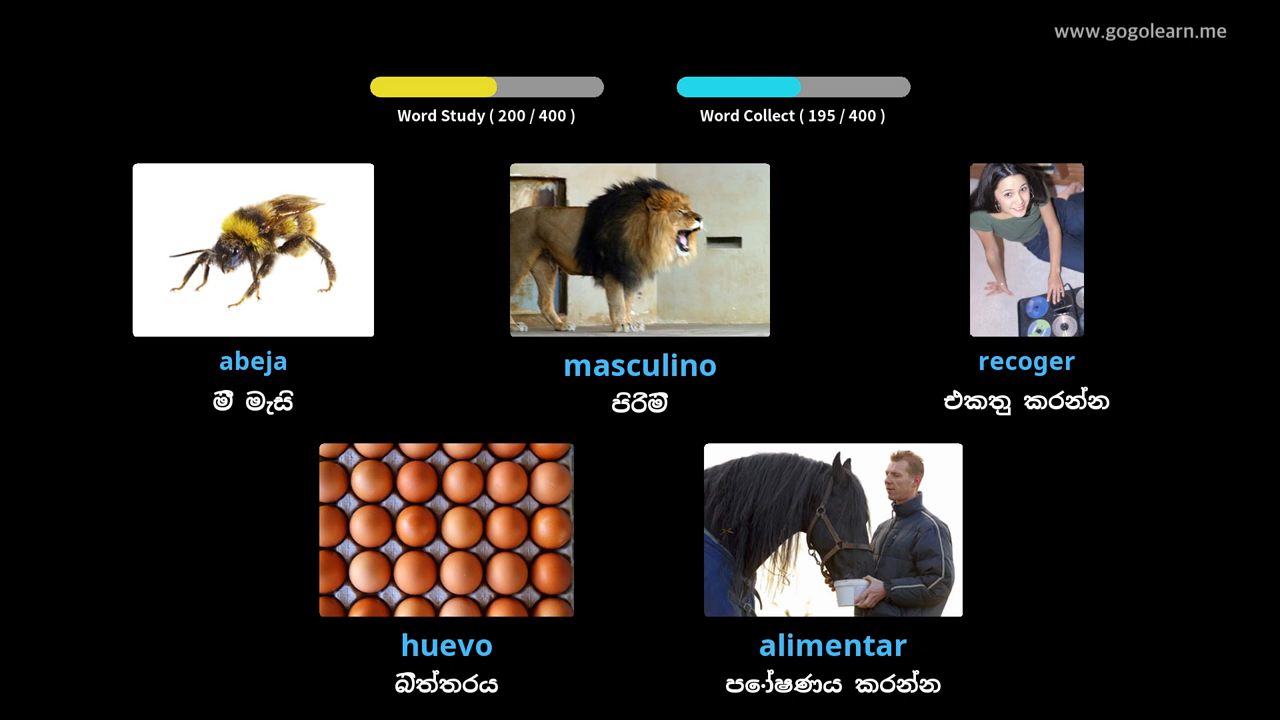 www.gogolearn.me
Word Study ( 200 / 400 )
Word Collect ( 195 / 400 )
abeja
මී මැසි
masculino
පිරිමි
recoger
එකතු කරන්න
huevo
බිත්තරය
alimentar
පෝෂණය කරන්න